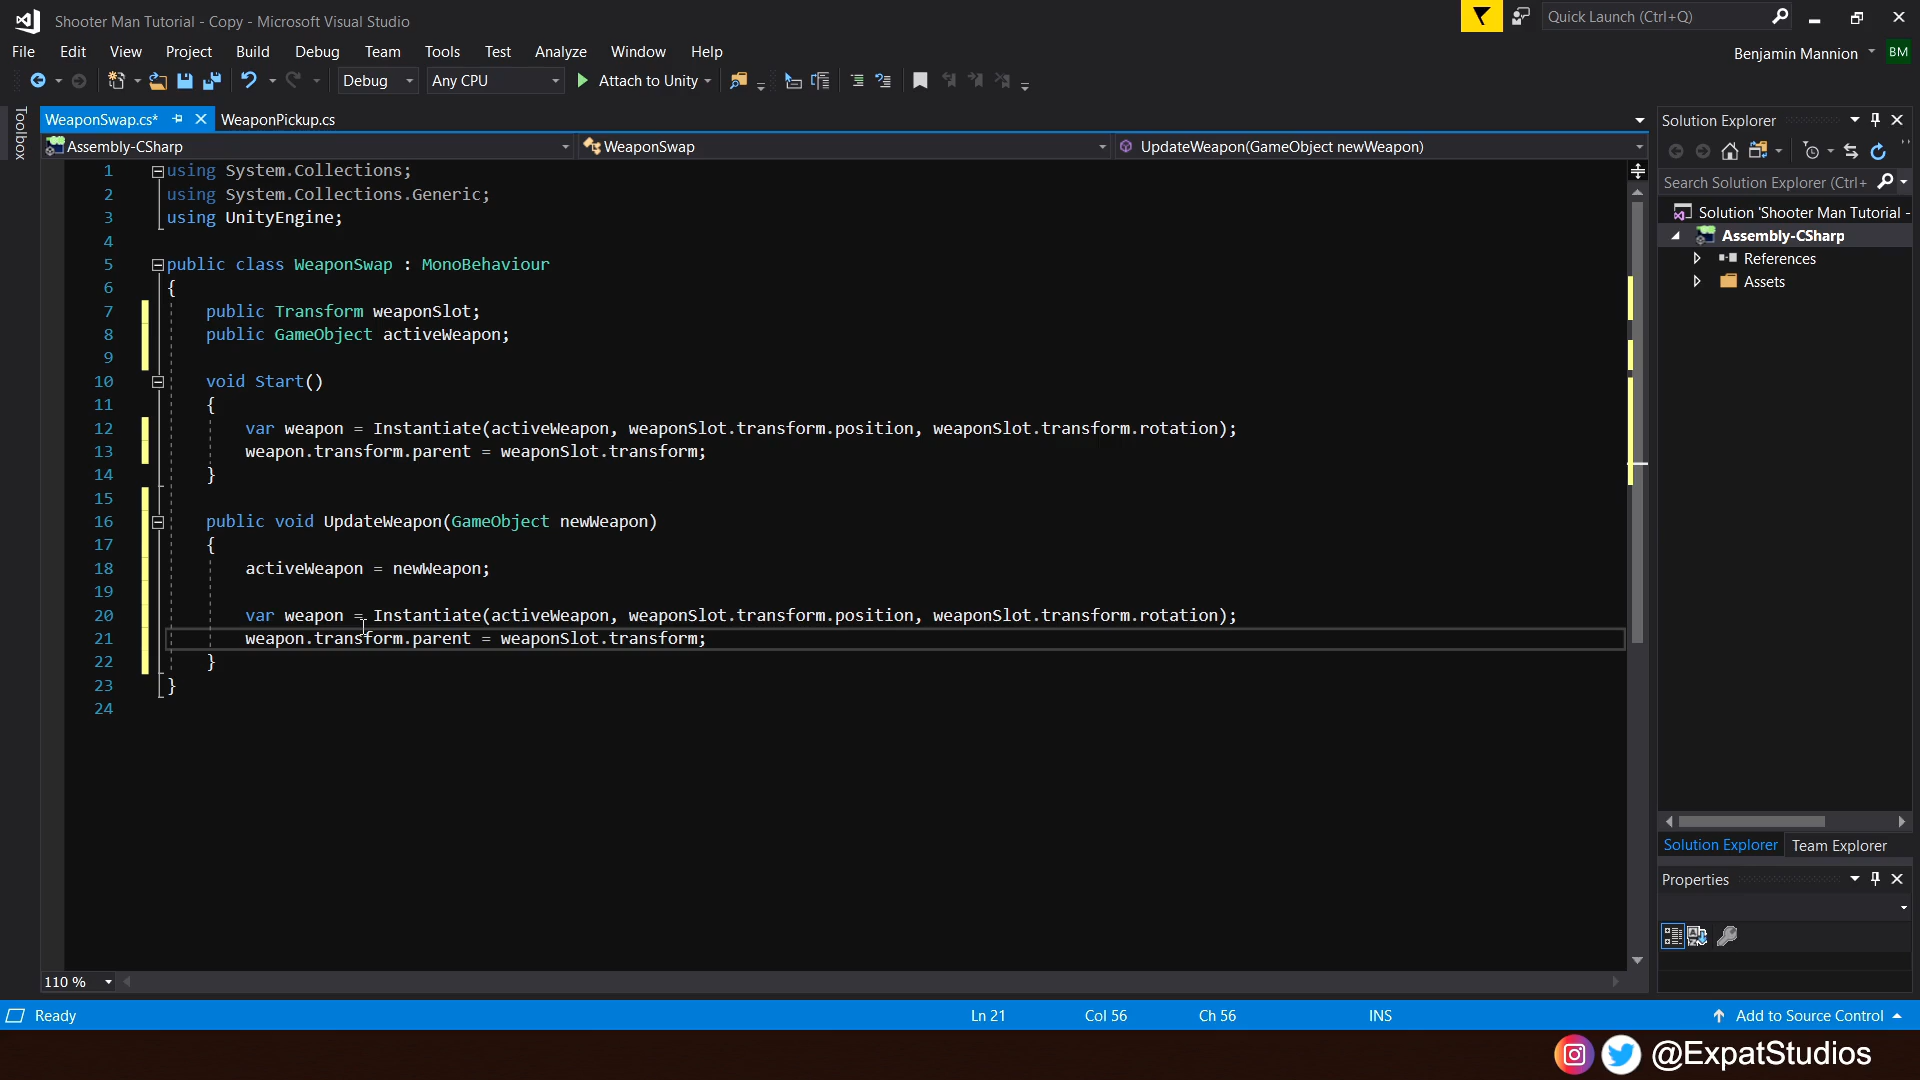 Shooter Man Tutorial - Copy - Microsoft Visual Studio
Quick Launch (Ctrl+Q)
File Edit View Project Build Debug Team Tools Test Analyze Window Help
Benjamin Mannion BM
Debug Any CPU Attach to Unity
Toolbox
WeaponSwap.cs* WeaponPickup.cs
Assembly-CSharp WeaponSwap UpdateWeapon(GameObject newWeapon)
1 using System.Collections;
2 using System.Collections.Generic;
3 using UnityEngine;
4
5 public class WeaponSwap : MonoBehaviour
6 {
7 public Transform weaponSlot;
8 public GameObject activeWeapon;
9
10 void Start()
11 {
12 var weapon = Instantiate(activeWeapon, weaponSlot.transform.position, weaponSlot.transform.rotation);
13 weapon.transform.parent = weaponSlot.transform;
14 }
15
16 public void UpdateWeapon(GameObject newWeapon)
17 {
18 activeWeapon = newWeapon;
19
20 var weapon = Instantiate(activeWeapon, weaponSlot.transform.position, weaponSlot.transform.rotation);
21 weapon.transform.parent = weaponSlot.transform;
22 }
23 }
24
110 %
Solution Explorer
Search Solution Explorer (Ctrl+
Solution 'Shooter Man Tutorial -
Assembly-CSharp
References
Assets
Solution Explorer Team Explorer
Properties
Ready Ln 21 Col 56 Ch 56 INS Add to Source Control
@ExpatStudios